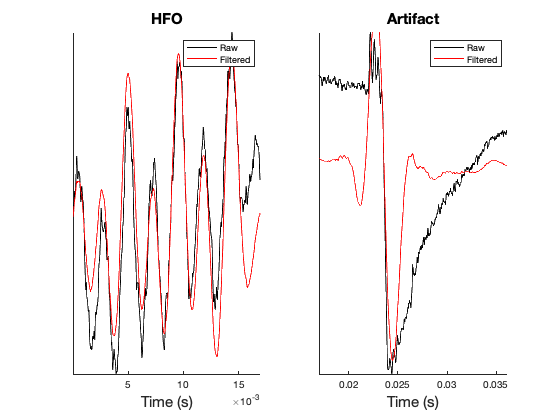 HFO
Artifact
Raw
Filtered
Raw
Filtered
5 10 15
0.02 0.025 0.03 0.035
Time (s)
×10⁻³
Time (s)